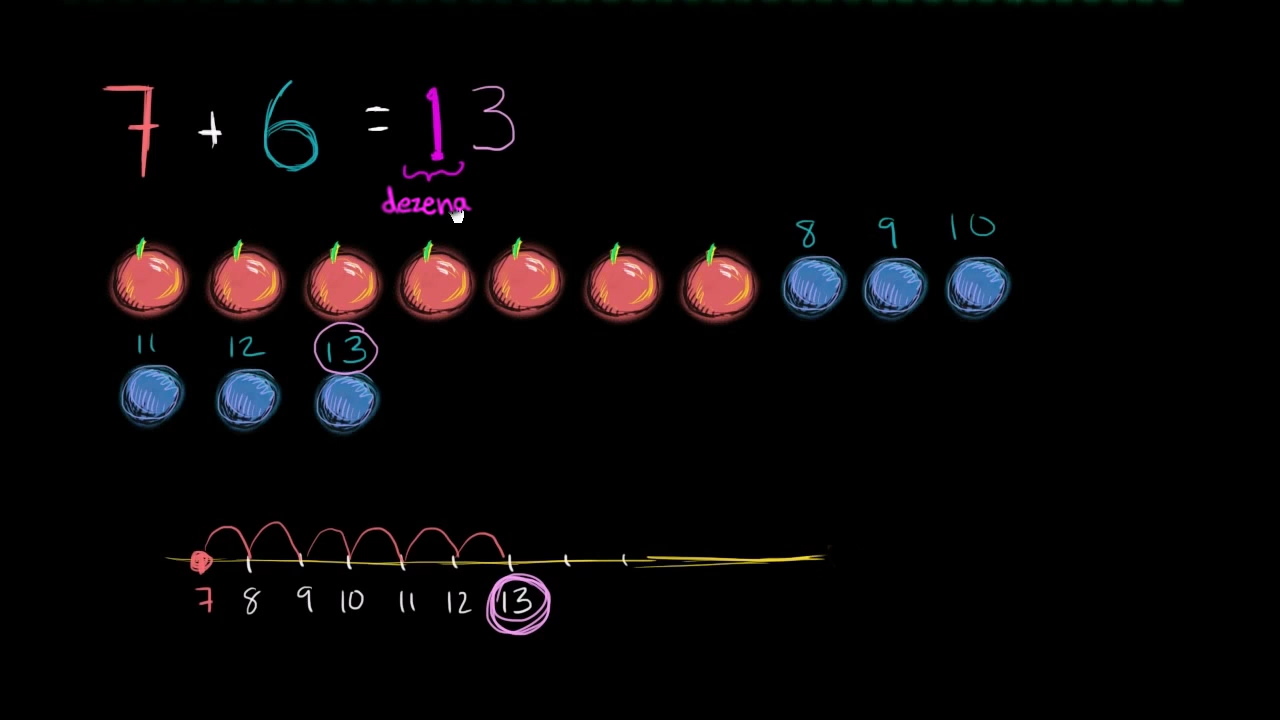 7 + 6 = 13
dezena
8 9 10
11 12 13
7 8 9 10 11 12 13